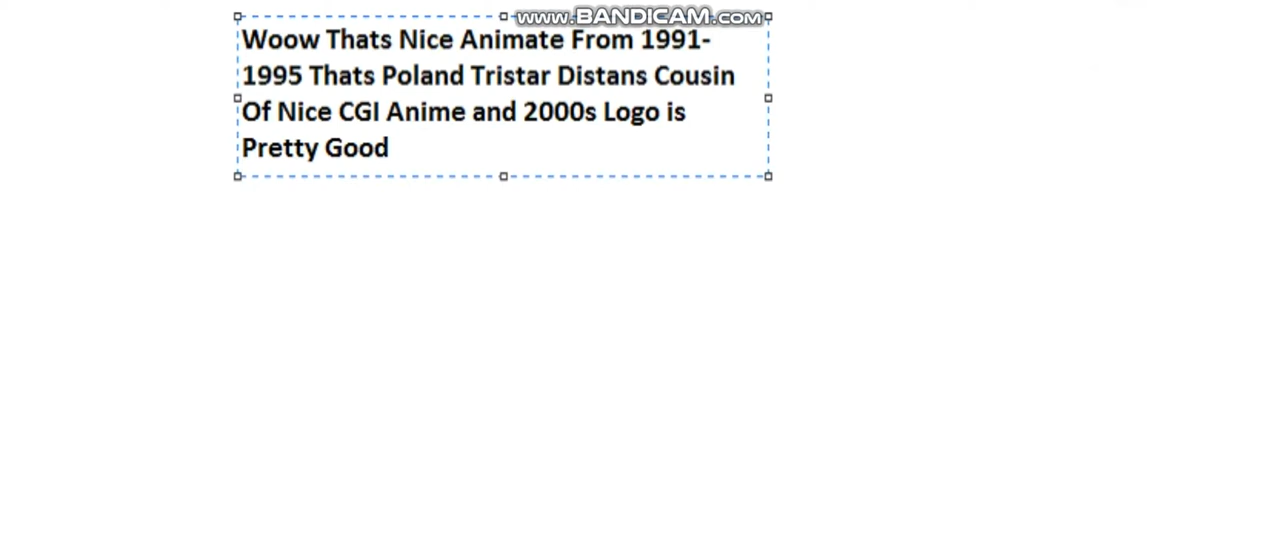 www.BANDICAM.com
Woow Thats Nice Animate From 1991-
1995 Thats Poland Tristar Distans Cousin
Of Nice CGI Anime and 2000s Logo is
Pretty Good